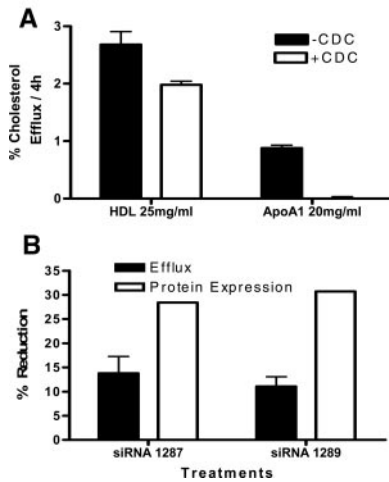 A
% Cholesterol
Efflux / 4h
3
2
1
0
-CDC
+CDC
HDL 25mg/ml
ApoA1 20mg/ml
B
% Reduction
35
30
25
20
15
10
5
0
Efflux
Protein Expression
siRNA 1287
siRNA 1289
Treatments